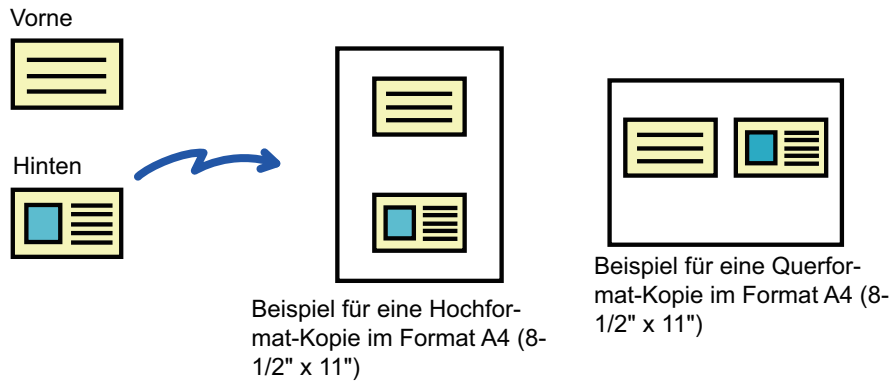 Vorne
Hinten
Beispiel für eine Hochfor-
mat-Kopie im Format A4 (8-
1/2" x 11")
Beispiel für eine Querfor-
mat-Kopie im Format A4 (8-
1/2" x 11")